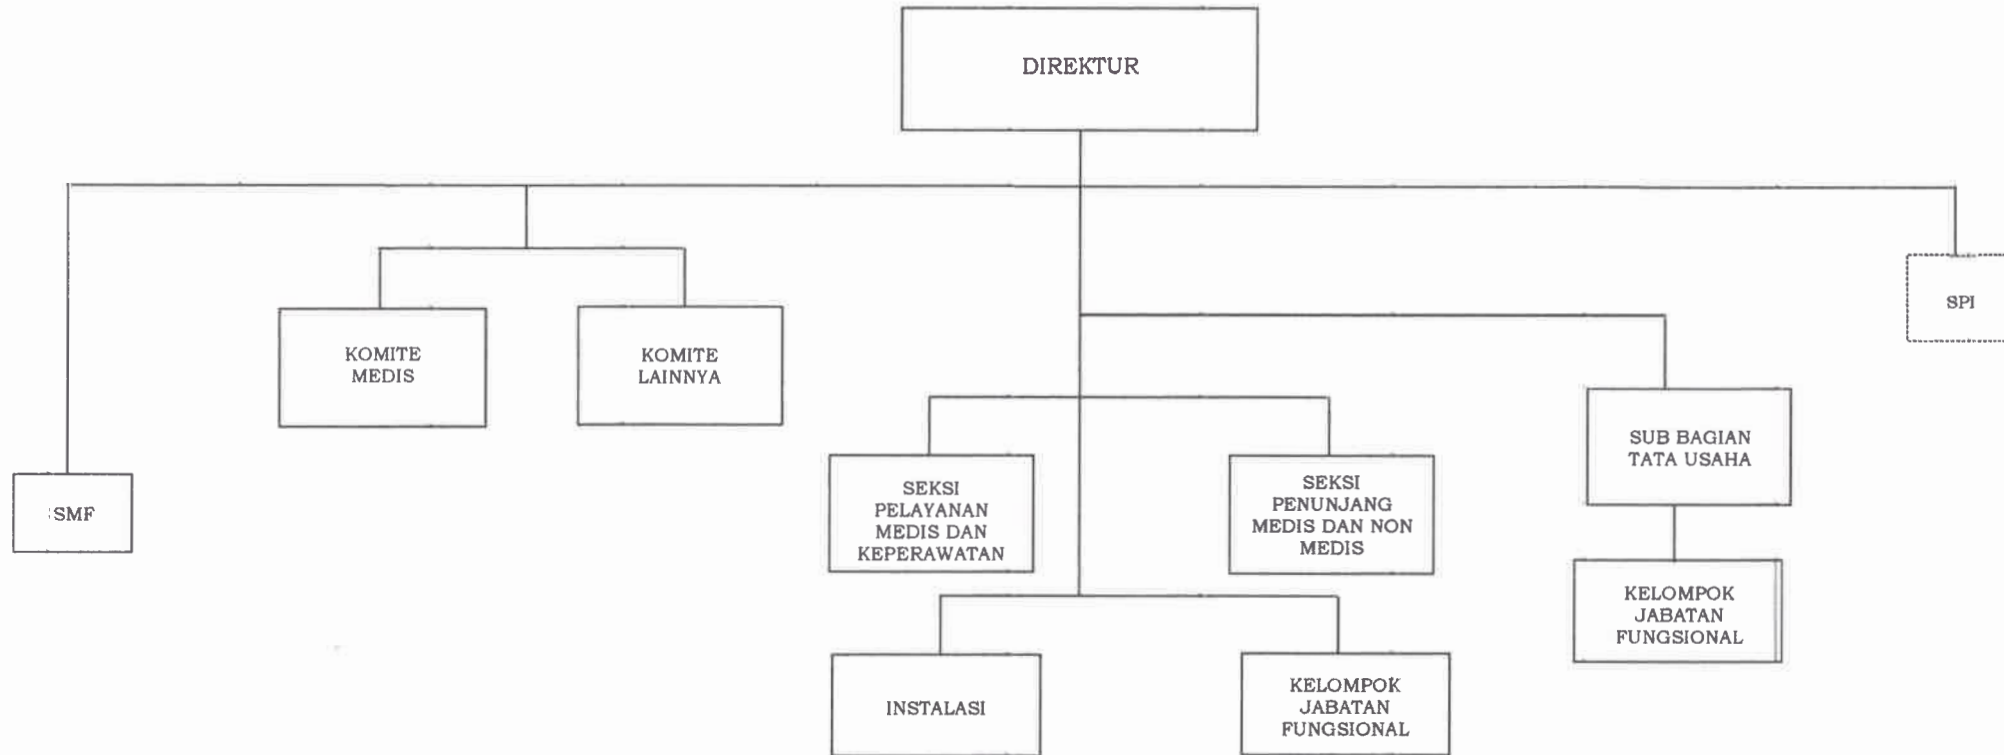 DIREKTUR
SPI
KOMITE
MEDIS
KOMITE
LAINNYA
SUB BAGIAN
TATA USAHA
SMF
SEKSI
PELAYANAN
MEDIS DAN
KEPERAWATAN
SEKSI
PENUNJANG
MEDIS DAN NON
MEDIS
KELOMPOK
JABATAN
FUNGSIONAL
INSTALASI
KELOMPOK
JABATAN
FUNGSIONAL